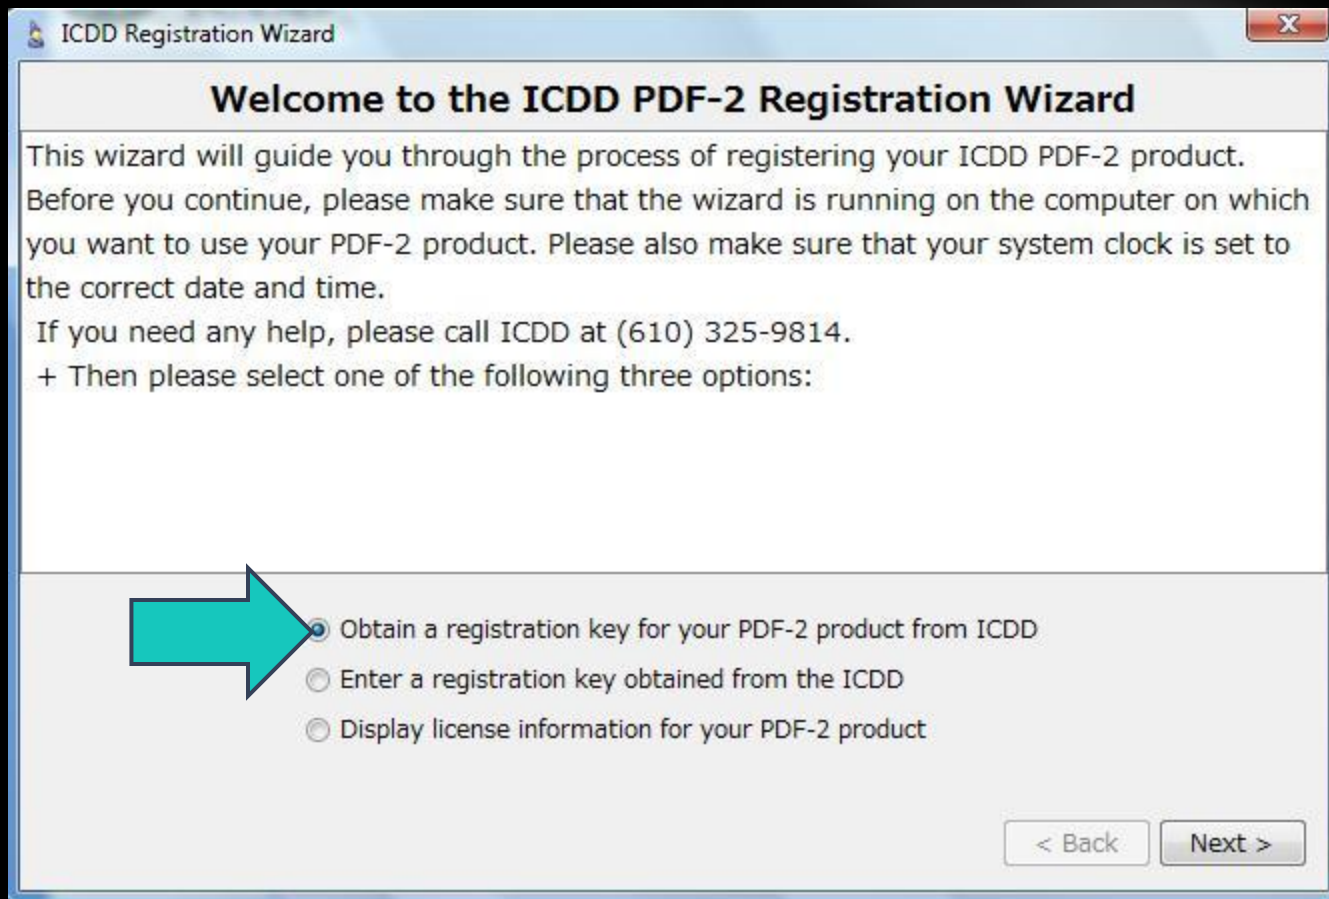 ICDD Registration Wizard
Welcome to the ICDD PDF-2 Registration Wizard
This wizard will guide you through the process of registering your ICDD PDF-2 product.
Before you continue, please make sure that the wizard is running on the computer on which
you want to use your PDF-2 product. Please also make sure that your system clock is set to
the correct date and time.
If you need any help, please call ICDD at (610) 325-9814.
+ Then please select one of the following three options:
Obtain a registration key for your PDF-2 product from ICDD
Enter a registration key obtained from the ICDD
Display license information for your PDF-2 product
< Back Next >